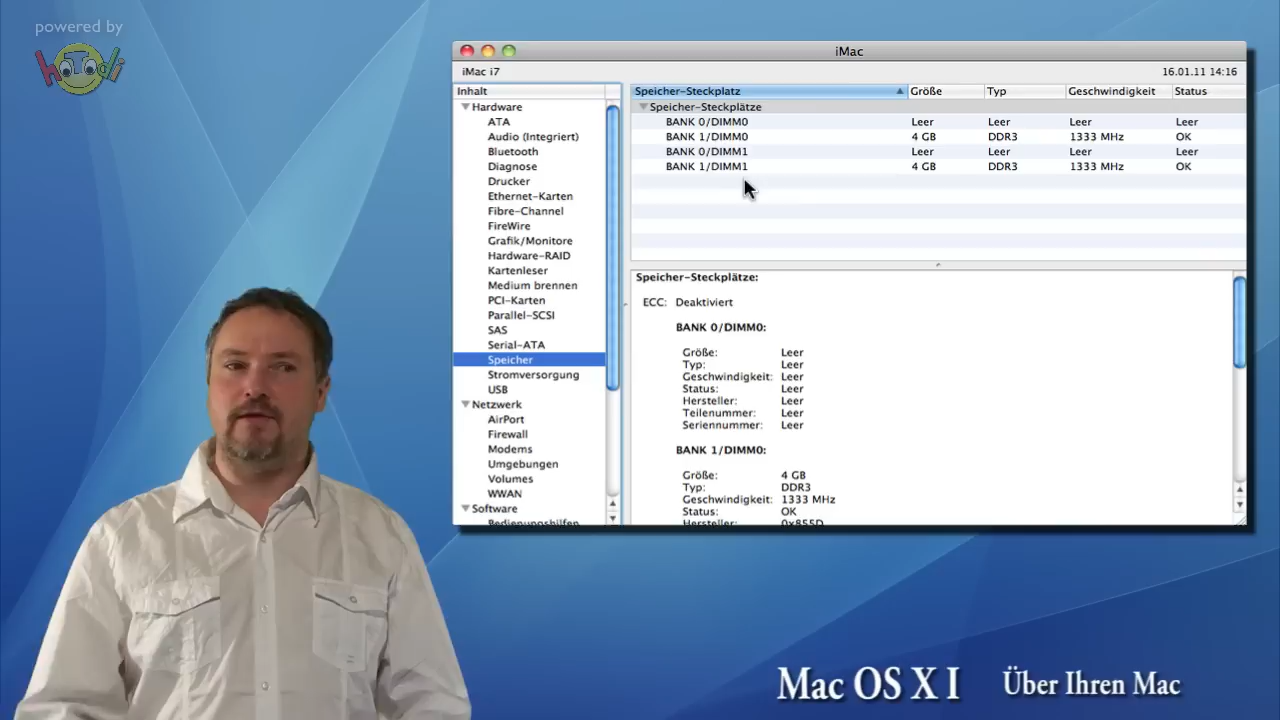 powered by
HOTODI
iMac
iMac i7 16.01.11 14:16
Inhalt
Hardware
ATA
Audio (Integriert)
Bluetooth
Diagnose
Drucker
Ethernet-Karten
Fibre-Channel
FireWire
Grafik/Monitore
Hardware-RAID
Kartenleser
Medium brennen
PCI-Karten
Parallel-SCSI
SAS
Serial-ATA
Speicher
Stromversorgung
USB
Netzwerk
AirPort
Firewall
Modems
Umgebungen
Volumes
WWAN
Software
Bedienungshilfen
Speicher-Steckplatz Größe Typ Geschwindigkeit Status
Speicher-Steckplätze
BANK 0/DIMM0 Leer Leer Leer Leer
BANK 1/DIMM0 4 GB DDR3 1333 MHz OK
BANK 0/DIMM1 Leer Leer Leer Leer
BANK 1/DIMM1 4 GB DDR3 1333 MHz OK
Speicher-Steckplätze:
ECC: Deaktiviert
BANK 0/DIMM0:
Größe: Leer
Typ: Leer
Geschwindigkeit: Leer
Status: Leer
Hersteller: Leer
Teilenummer: Leer
Seriennummer: Leer
BANK 1/DIMM0:
Größe: 4 GB
Typ: DDR3
Geschwindigkeit: 1333 MHz
Status: OK
Hersteller: 0x855D
Mac OS X I Über Ihren Mac